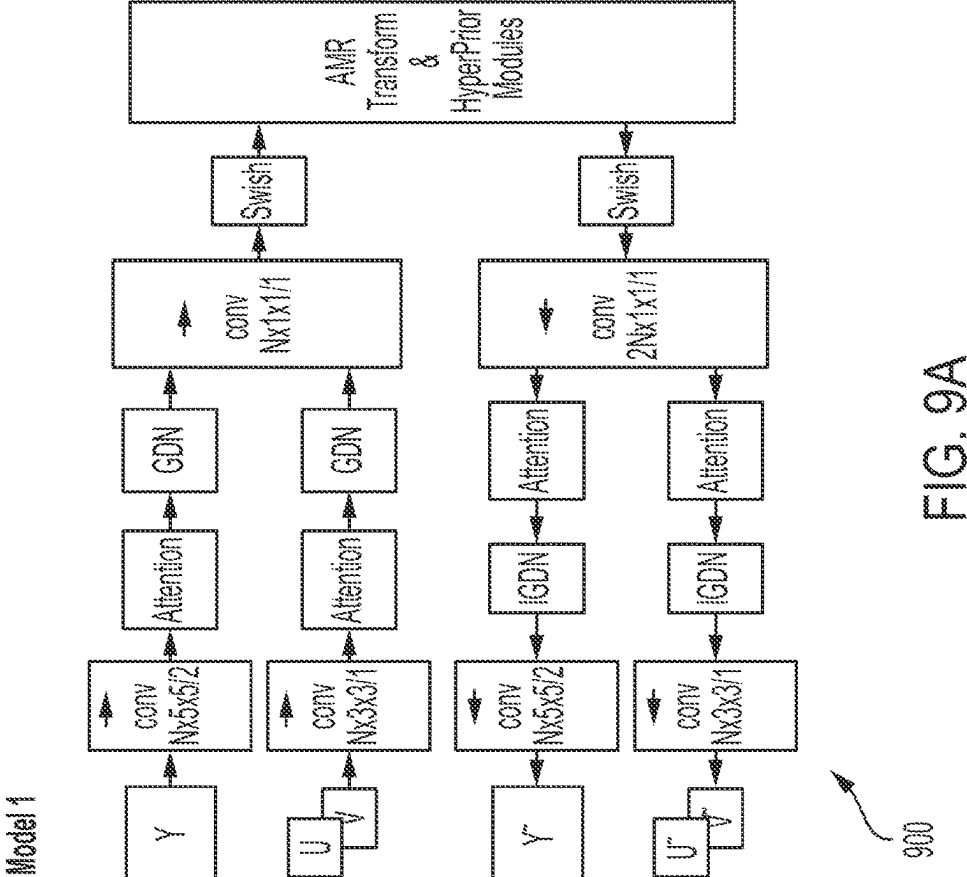 Model 1
Y
conv
Nx5x5/2
Attention
GDN
U
V
conv
Nx3x3/1
Attention
GDN
conv
Nx1x1/1
Swish
AMR
Transform
&
HyperPrior
Modules
Swish
conv
2Nx1x1/1
Attention
IGDN
conv
Nx5x5/2
Y˜
Attention
IGDN
conv
Nx3x3/1
U˜
V˜
900
FIG. 9A